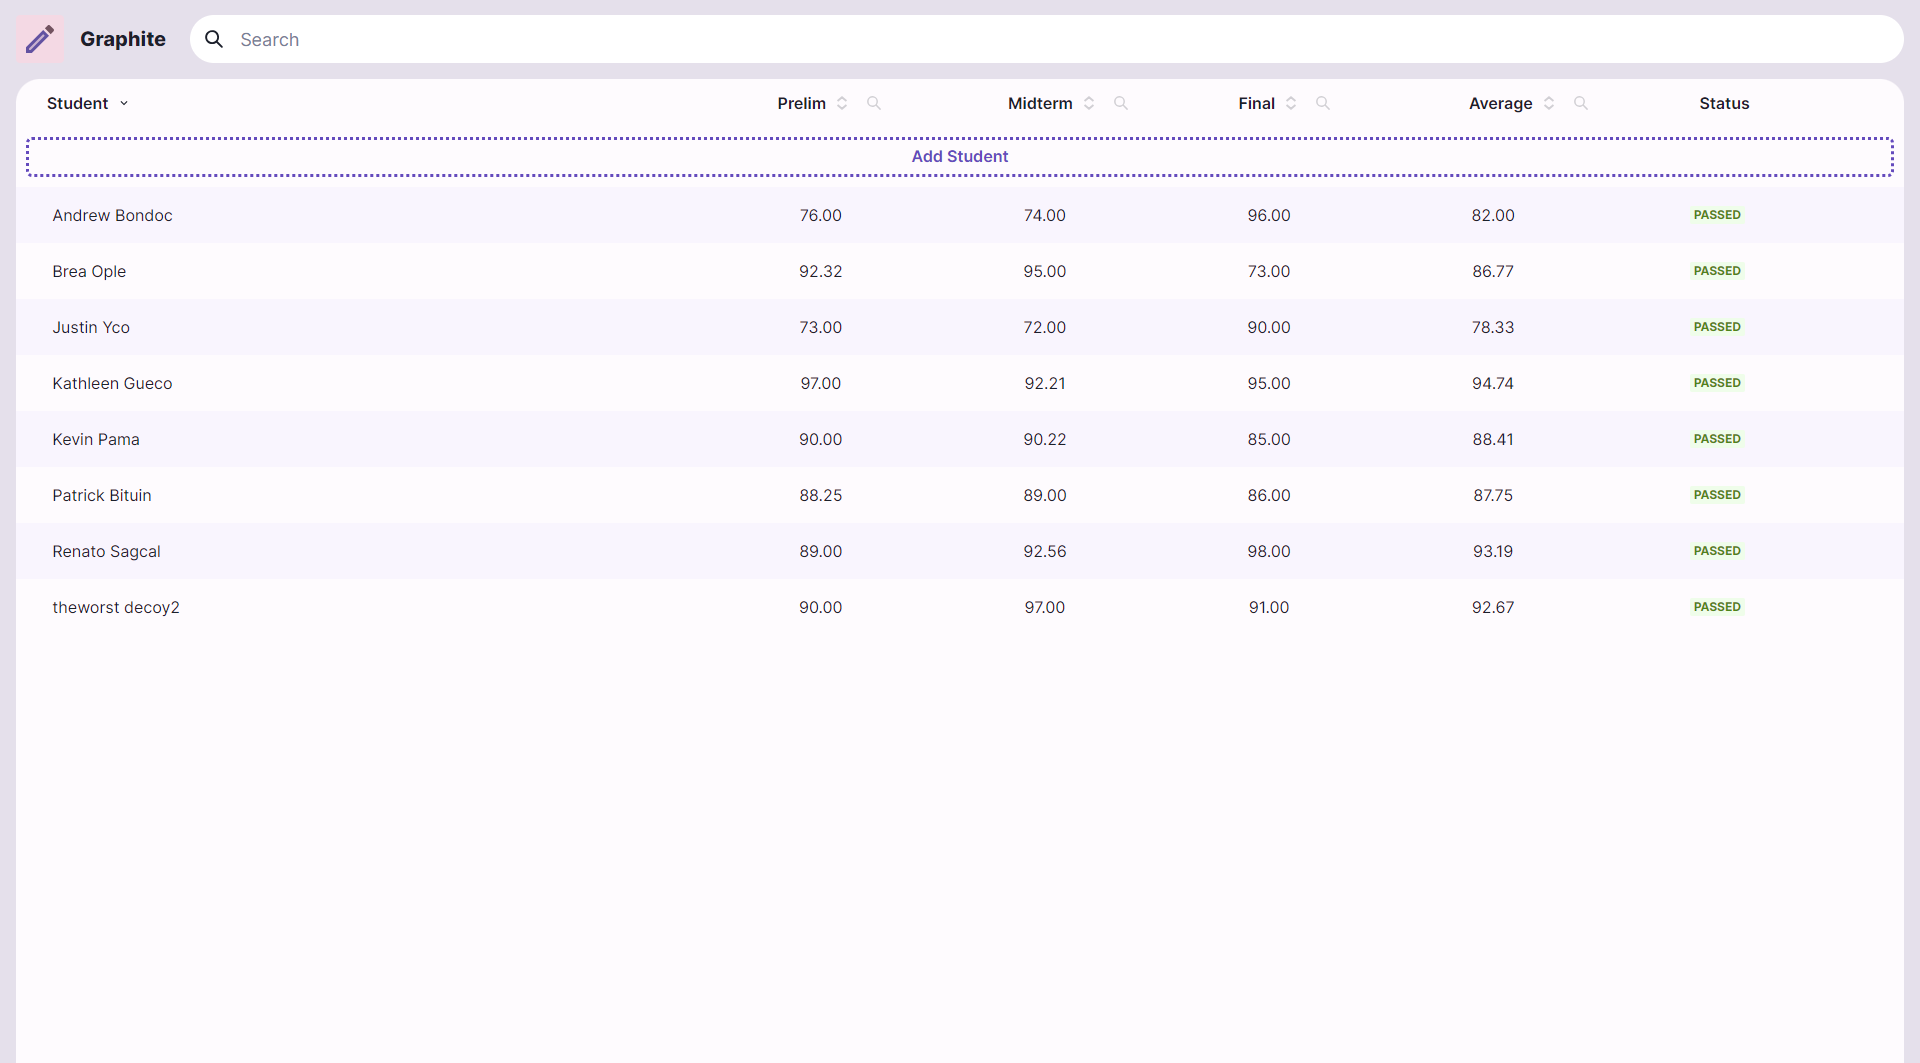 Graphite Search
Student Prelim Midterm Final Average Status
Add Student
Andrew Bondoc 76.00 74.00 96.00 82.00 PASSED
Brea Ople 92.32 95.00 73.00 86.77 PASSED
Justin Yco 73.00 72.00 90.00 78.33 PASSED
Kathleen Gueco 97.00 92.21 95.00 94.74 PASSED
Kevin Pama 90.00 90.22 85.00 88.41 PASSED
Patrick Bituin 88.25 89.00 86.00 87.75 PASSED
Renato Sagcal 89.00 92.56 98.00 93.19 PASSED
theworst decoy2 90.00 97.00 91.00 92.67 PASSED